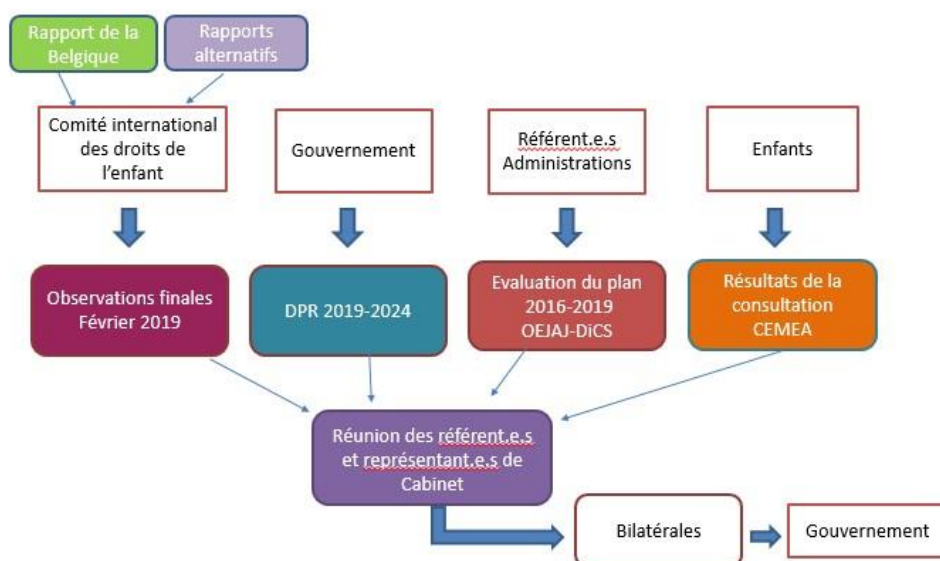 Rapport de la
Belgique
Rapports
alternatifs
Comité international
des droits de
l'enfant
Gouvernement
Référent.e.s
Administrations
Enfants
Observations finales
Février 2019
DPR 2019-2024
Evaluation du plan
2016-2019
OEJAJ-DiCS
Résultats de la
consultation
CEMEA
Réunion des référent.e.s
et représentant.e.s de
Cabinet
Bilatérales
Gouvernement